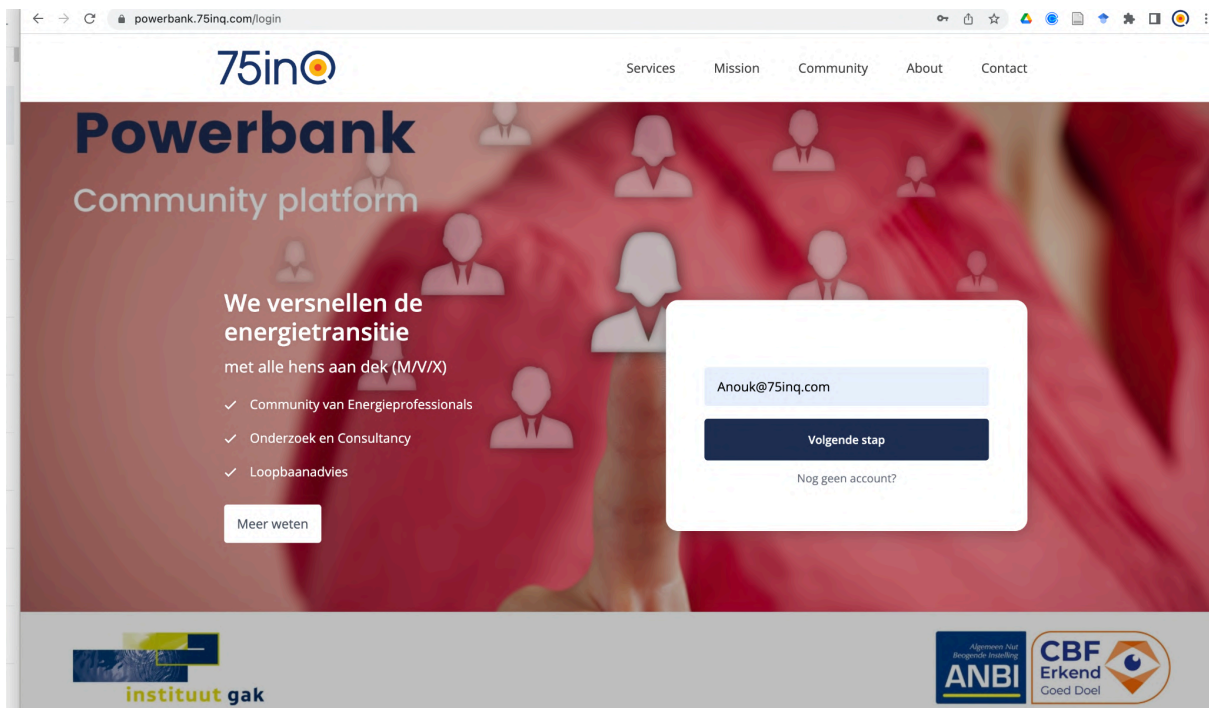 powerbank.75inq.com/login
75inQ
Services Mission Community About Contact
Powerbank
Community platform
We versnellen de
energietransitie
met alle hens aan dek (M/V/X)
Community van Energieprofessionals
Onderzoek en Consultancy
Loopbaanadvies
Meer weten
Anouk@75inq.com
Volgende stap
Nog geen account?
instituut gak
Algemeen Nut
Beogende Instelling
ANBI
CBF
Erkend
Goed Doel